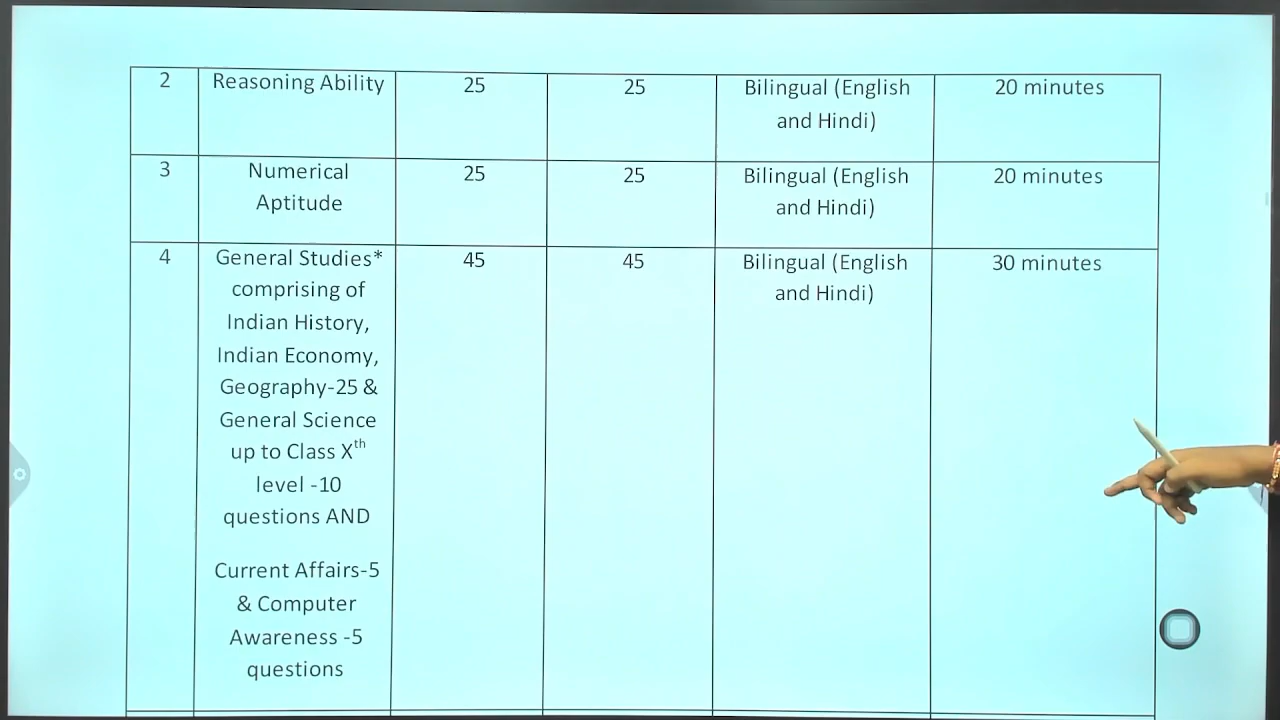 2 Reasoning Ability 25 25 Bilingual (English 20 minutes
and Hindi)
3 Numerical 25 25 Bilingual (English 20 minutes
Aptitude and Hindi)
4 General Studies* 45 45 Bilingual (English 30 minutes
comprising of and Hindi)
Indian History,
Indian Economy,
Geography-25 &
General Science
up to Class Xth
level -10
questions AND
Current Affairs-5
& Computer
Awareness -5
questions